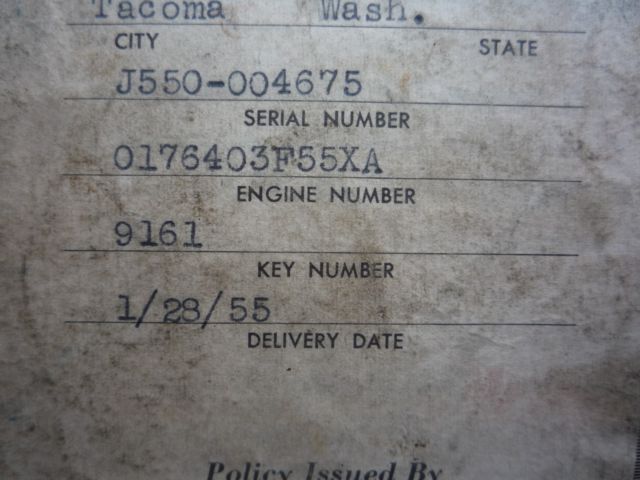 Tacoma Wash.
CITY STATE
J550-004675
SERIAL NUMBER
0176403F55XA
ENGINE NUMBER
9161
KEY NUMBER
1/28/55
DELIVERY DATE
Policy Issued By